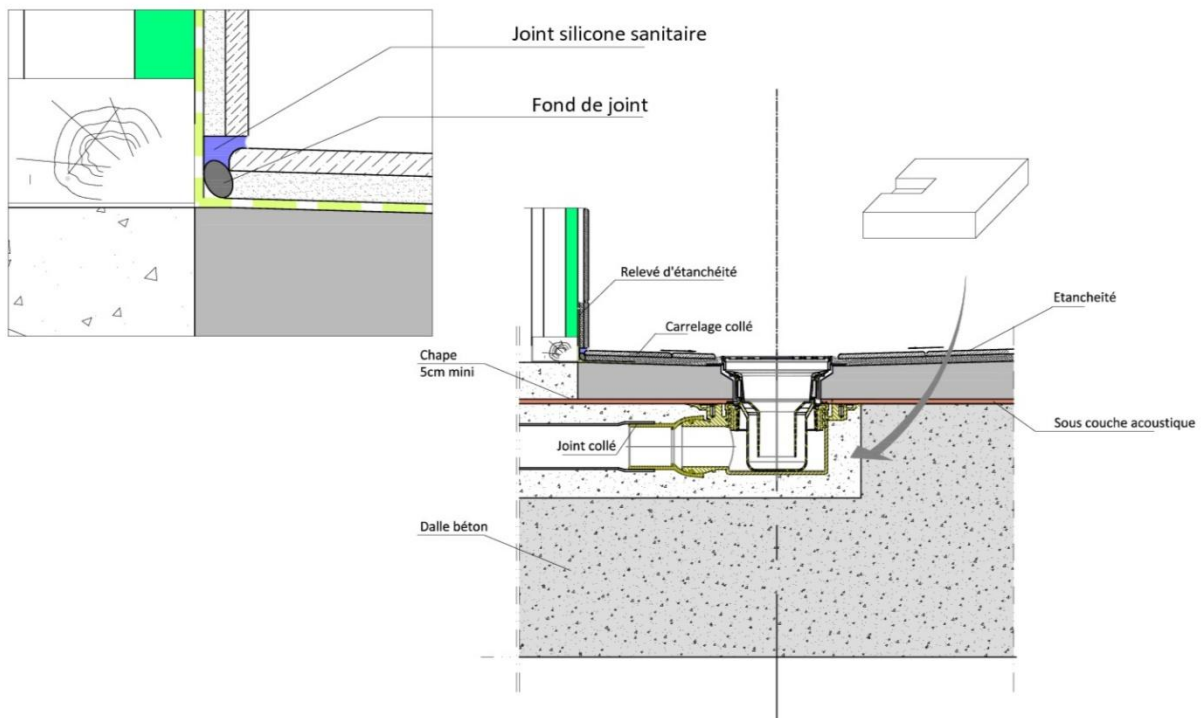 Joint silicone sanitaire
Fond de joint
Relevé d'étanchéité
Etancheité
Carrelage collé
Chape
5cm mini
Sous couche acoustique
Joint collé
Dalle béton